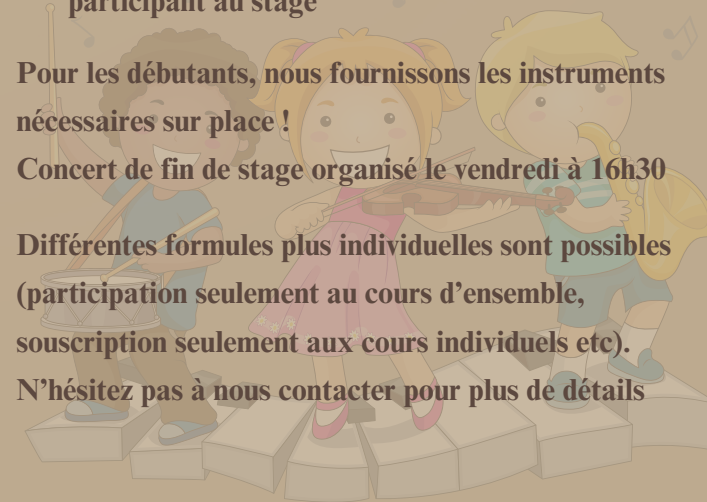 participant au stage
Pour les débutants, nous fournissons les instruments
nécessaires sur place !
Concert de fin de stage organisé le vendredi à 16h30
Différentes formules plus individuelles sont possibles
(participation seulement au cours d’ensemble,
souscription seulement aux cours individuels etc).
N’hésitez pas à nous contacter pour plus de détails